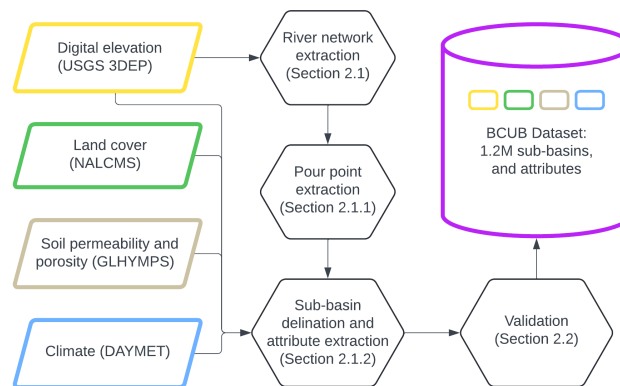 Digital elevation
(USGS 3DEP)
River network
extraction
(Section 2.1)
Land cover
(NALCMS)
Pour point
extraction
(Section 2.1.1)
Soil permeability and
porosity (GLHYMPS)
Climate (DAYMET)
Sub-basin
delination and
attribute extraction
(Section 2.1.2)
Validation
(Section 2.2)
BCUB Dataset:
1.2M sub-basins,
and attributes